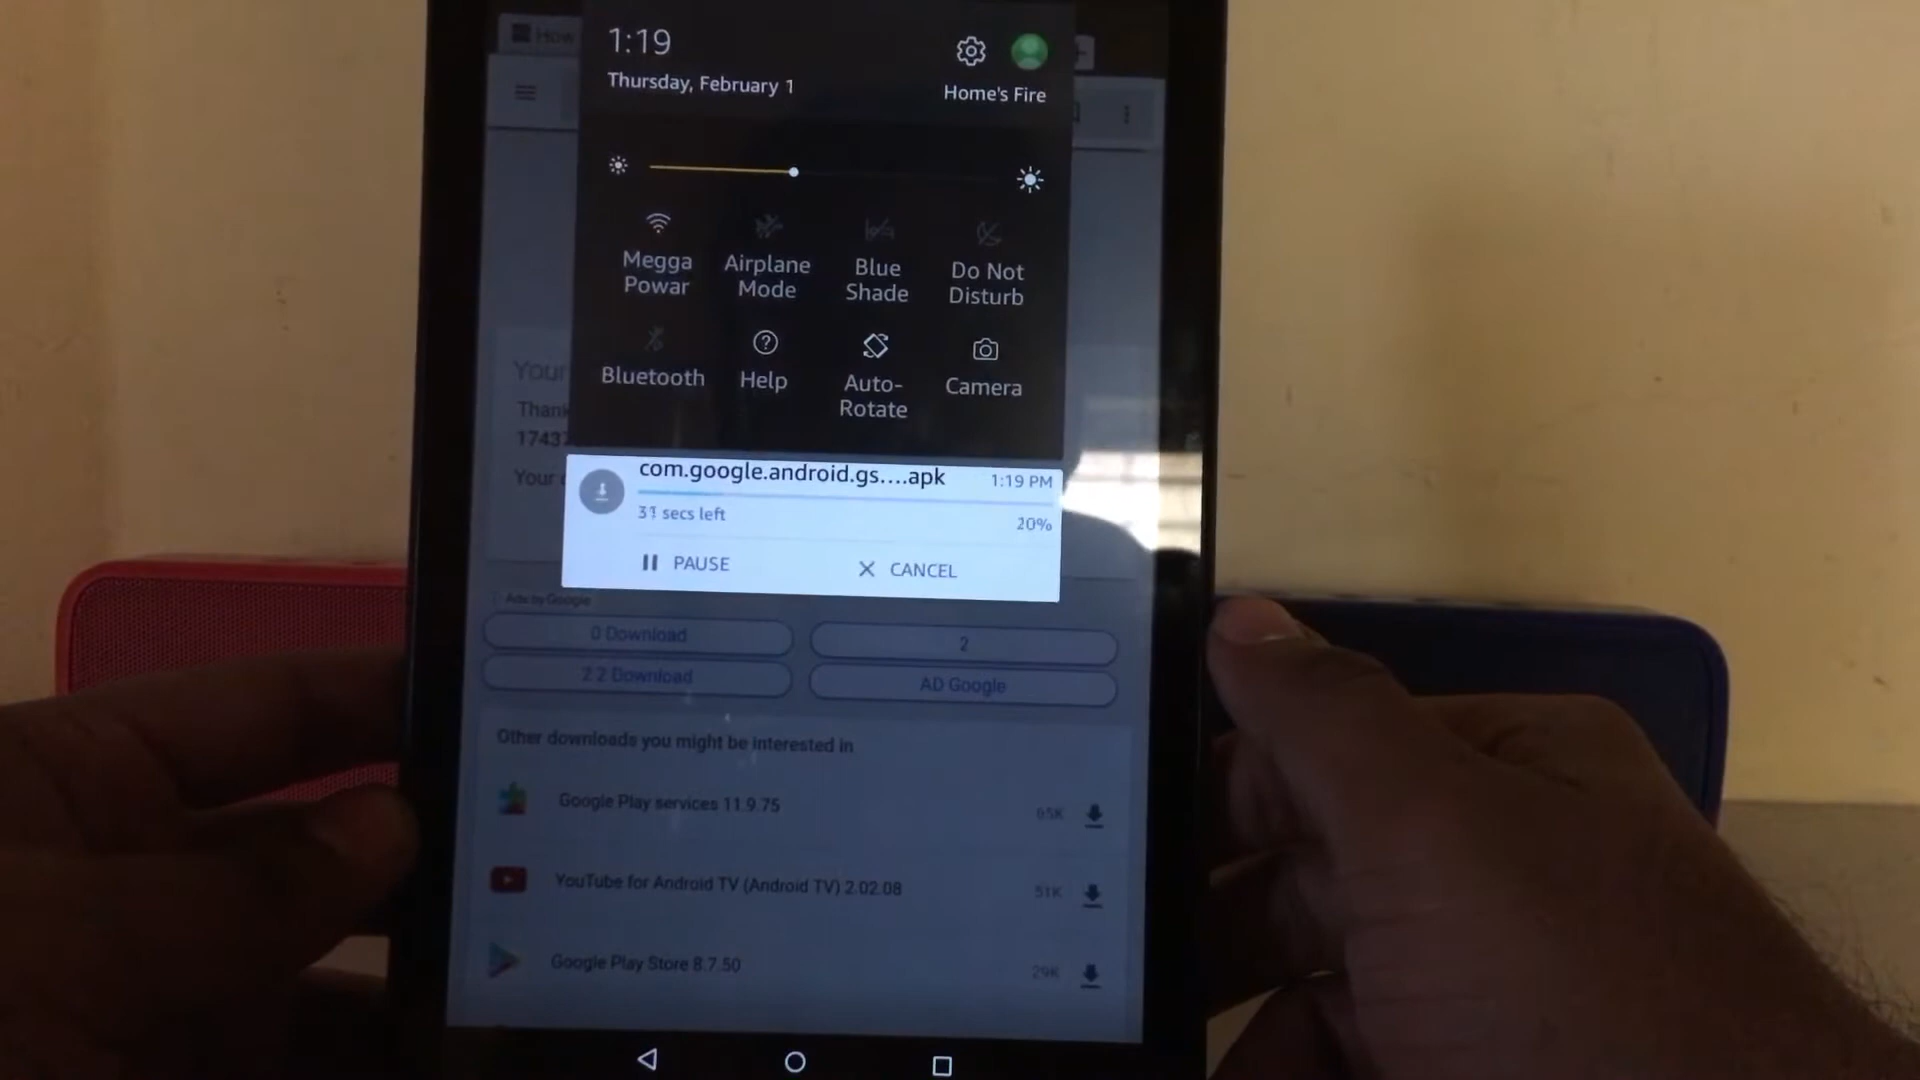 How
1:19
Thursday, February 1
Home's Fire
Megga
Powar
Airplane
Mode
Blue
Shade
Do Not
Disturb
Bluetooth
Help
Auto-
Rotate
Camera
Your
Thank
1743
Your
com.google.android.gs....apk
1:19 PM
31 secs left
20%
PAUSE
CANCEL
Ads by Google
0 Download
2
2 2 Download
AD Google
Other downloads you might be interested in
Google Play services 11.9.75
65K
YouTube for Android TV (Android TV) 2.02.08
51K
Google Play Store 8.7.50
29K